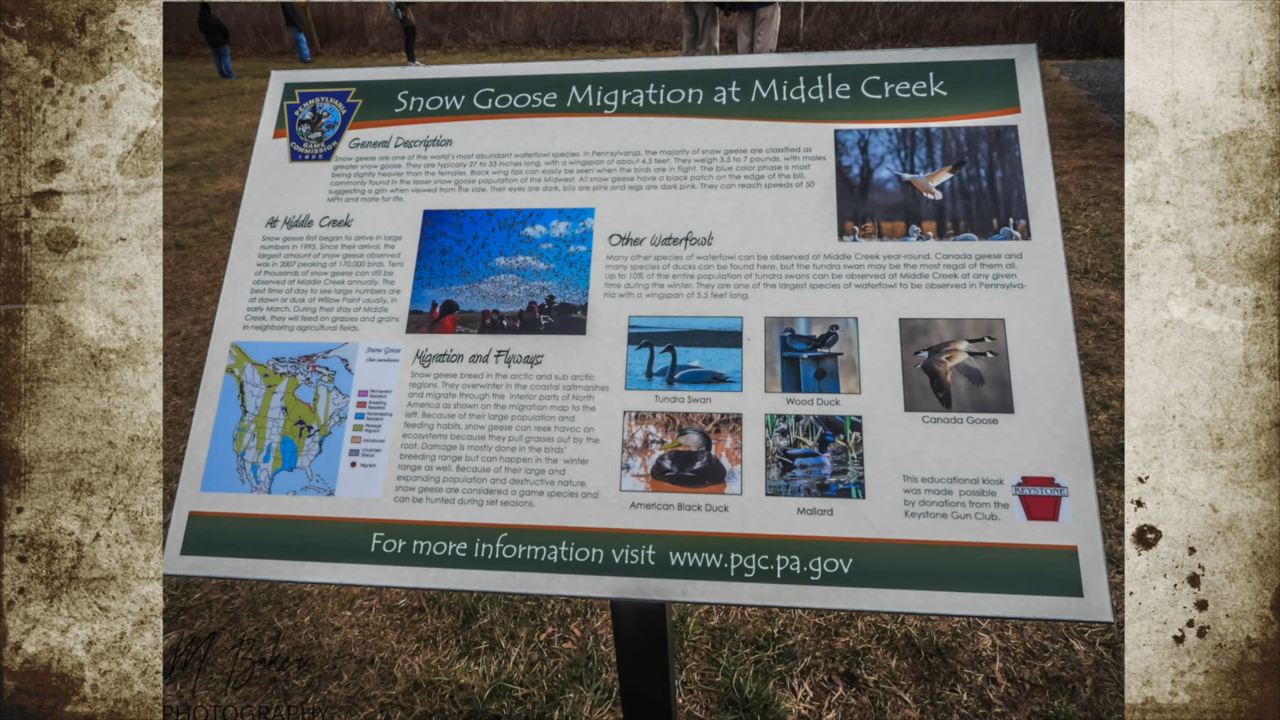 Snow Goose Migration at Middle Creek
PENNSYLVANIA
GAME
COMMISSION
1895
General Description
Snow geese are one of the world's most abundant waterfowl species. In Pennsylvania, the majority of snow geese are classified as
greater snow goose. They are typically 27 to 33 inches long, with a wingspan of about 4.5 feet. They weigh 3.5 to 7 pounds, with males
being slightly heavier than the females. Black wing tips can easily be seen when the birds are in flight. The blue color phase is most
commonly found in the lesser snow goose population of the Midwest. All snow geese have a black patch on the edge of the bill,
suggesting a grin when viewed from the side. Their eyes are dark, bills are pink and legs are dark pink. They can reach speeds of 50
MPH and mate for life.
At Middle Creek:
Snow geese first began to arrive in large
numbers in 1995. Since their arrival, the
largest amount of snow geese observed
was in 2007 peaking at 170,000 birds. Tens
of thousands of snow geese can still be
observed at Middle Creek annually. The
best time of day to see large numbers are
at dawn or dusk at Willow Point usually, in
early March. During their stay at Middle
Creek, they will feed on grasses and grains
in neighboring agricultural fields.
Snow Goose
Permanent
Resident
Breeding
Resident
Nonbreeding
Resident
Passage
Migrant
Introduced
Uncertain
Status
Vagrant
Migration and Flyways:
Snow geese breed in the arctic and sub arctic
regions. They overwinter in the coastal saltmarshes
and migrate through the interior parts of North
America as shown on the migration map to the
left. Because of their large population and
feeding habits, snow geese can reek havoc on
ecosystems because they pull grasses out by the
root. Damage is mostly done in the birds'
breeding range but can happen in the winter
range as well. Because of their large and
expanding population and destructive nature,
snow geese are considered a game species and
can be hunted during set seasons.
Other Waterfowl:
Many other species of waterfowl can be observed at Middle Creek year-round. Canada geese and
many species of ducks can be found here, but the tundra swan may be the most regal of them all.
Up to 10% of the entire population of tundra swans can be observed at Middle Creek at any given
time during the winter. They are one of the largest species of waterfowl to be observed in Pennsylva-
nia with a wingspan of 5.5 feet long.
Tundra Swan
Wood Duck
Canada Goose
American Black Duck
Mallard
This educational kiosk
was made possible
by donations from the
Keystone Gun Club.
KEYSTONE
For more information visit www.pgc.pa.gov
M. Baker
PHOTOGRAPHY